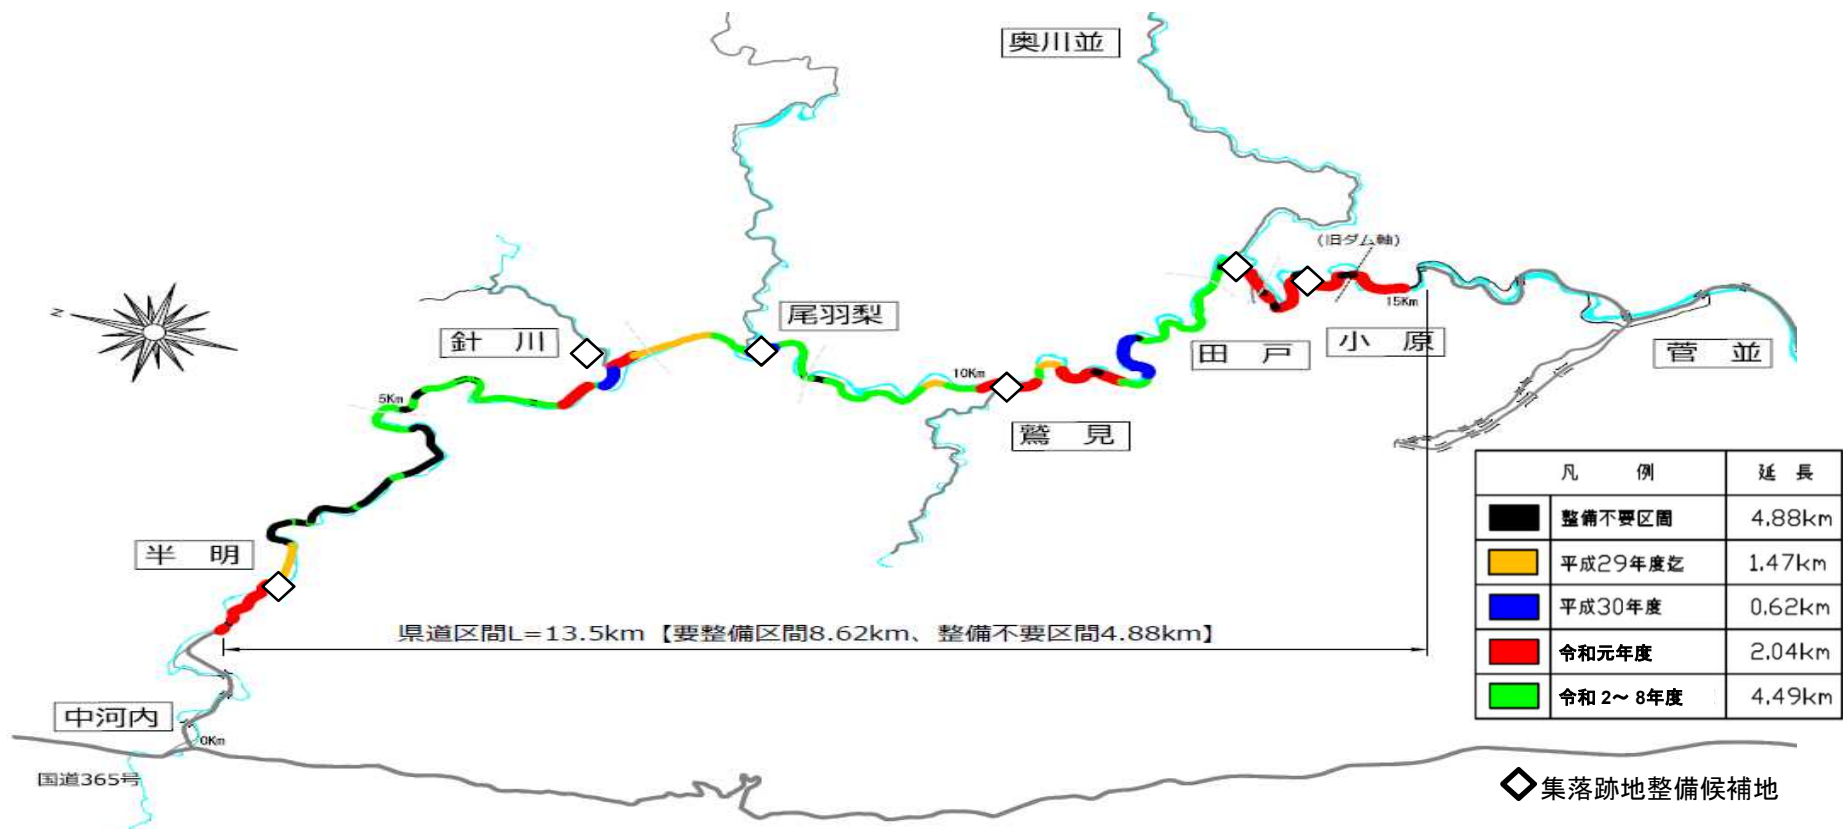 奥川並
(旧ダム軸)
15Km
尾羽梨
針 川
小 原
田 戸
菅 並
10Km
5Km
鷲 見
半 明
県道区間L=13.5km【要整備区間8.62km、整備不要区間4.88km】
中河内
0Km
国道365号
N
凡 例 延 長
整備不要区間 4.88km
平成29年度迄 1.47km
平成30年度 0.62km
令和元年度 2.04km
令和 2～ 8年度 4.49km
集落跡地整備候補地